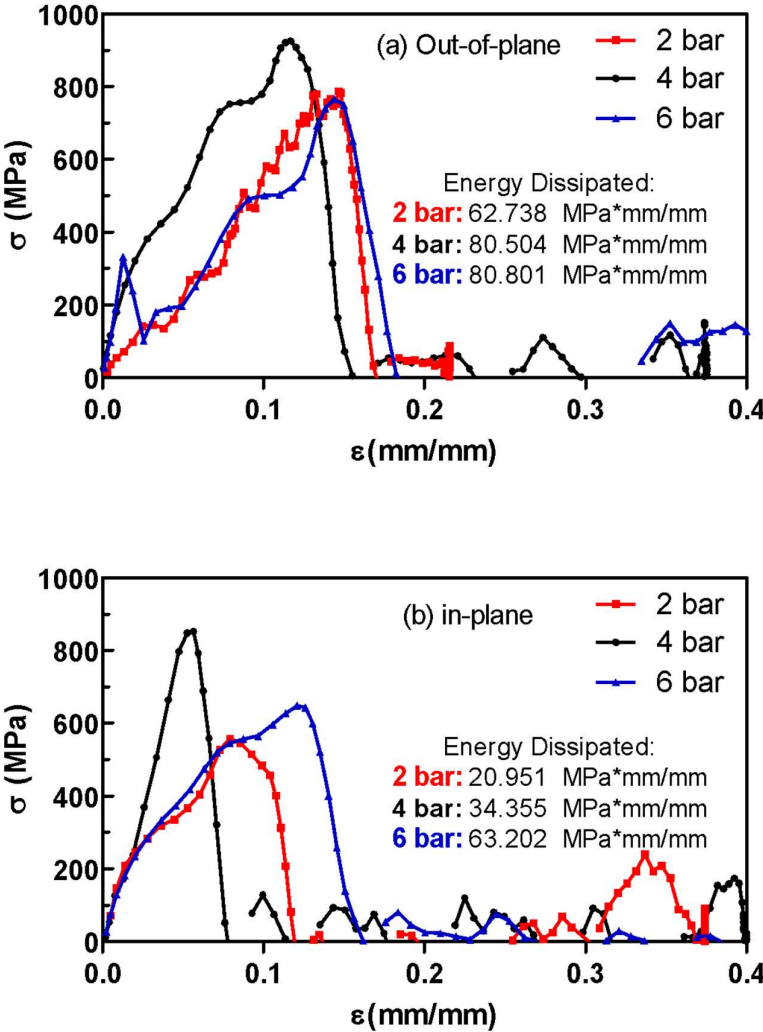 1000
800
600
400
200
0
σ (MPa)
(a) Out-of-plane
2 bar
4 bar
6 bar
Energy Dissipated:
2 bar: 62.738 MPa*mm/mm
4 bar: 80.504 MPa*mm/mm
6 bar: 80.801 MPa*mm/mm
0.0 0.1 0.2 0.3 0.4
ε(mm/mm)
1000
800
600
400
200
0
σ (MPa)
(b) in-plane
2 bar
4 bar
6 bar
Energy Dissipated:
2 bar: 20.951 MPa*mm/mm
4 bar: 34.355 MPa*mm/mm
6 bar: 63.202 MPa*mm/mm
0.0 0.1 0.2 0.3 0.4
ε(mm/mm)